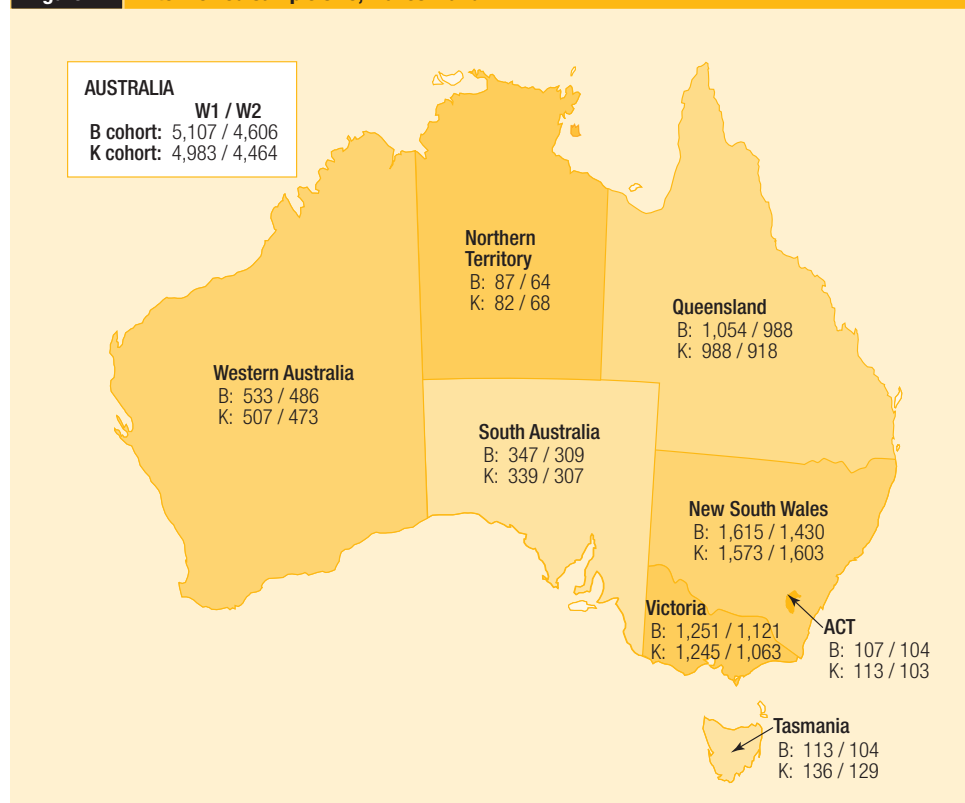 AUSTRALIA
W1 / W2
B cohort: 5,107 / 4,606
K cohort: 4,983 / 4,464
Northern
Territory
B: 87 / 64
K: 82 / 68
Queensland
B: 1,054 / 988
K: 988 / 918
Western Australia
B: 533 / 486
K: 507 / 473
South Australia
B: 347 / 309
K: 339 / 307
New South Wales
B: 1,615 / 1,430
K: 1,573 / 1,603
Victoria
B: 1,251 / 1,121
K: 1,245 / 1,063
ACT
B: 107 / 104
K: 113 / 103
Tasmania
B: 113 / 104
K: 136 / 129